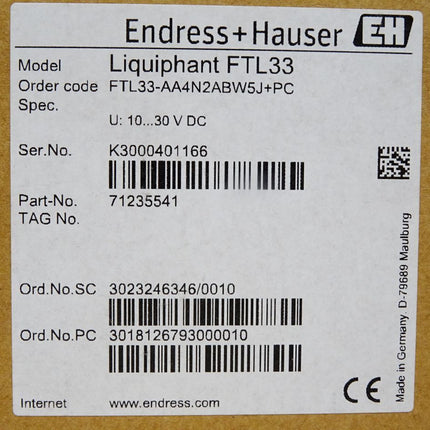 Endress+Hauser EH
Model Liquiphant FTL33
Order code FTL33-AA4N2ABW5J+PC
Spec.
U: 10...30 V DC
Ser.No. K3000401166
Part-No. 71235541
TAG No.
Ord.No.SC 3023246346/0010
Ord.No.PC 3018126793000010
Internet www.endress.com
CE
Made in Germany D-79689 Maulburg